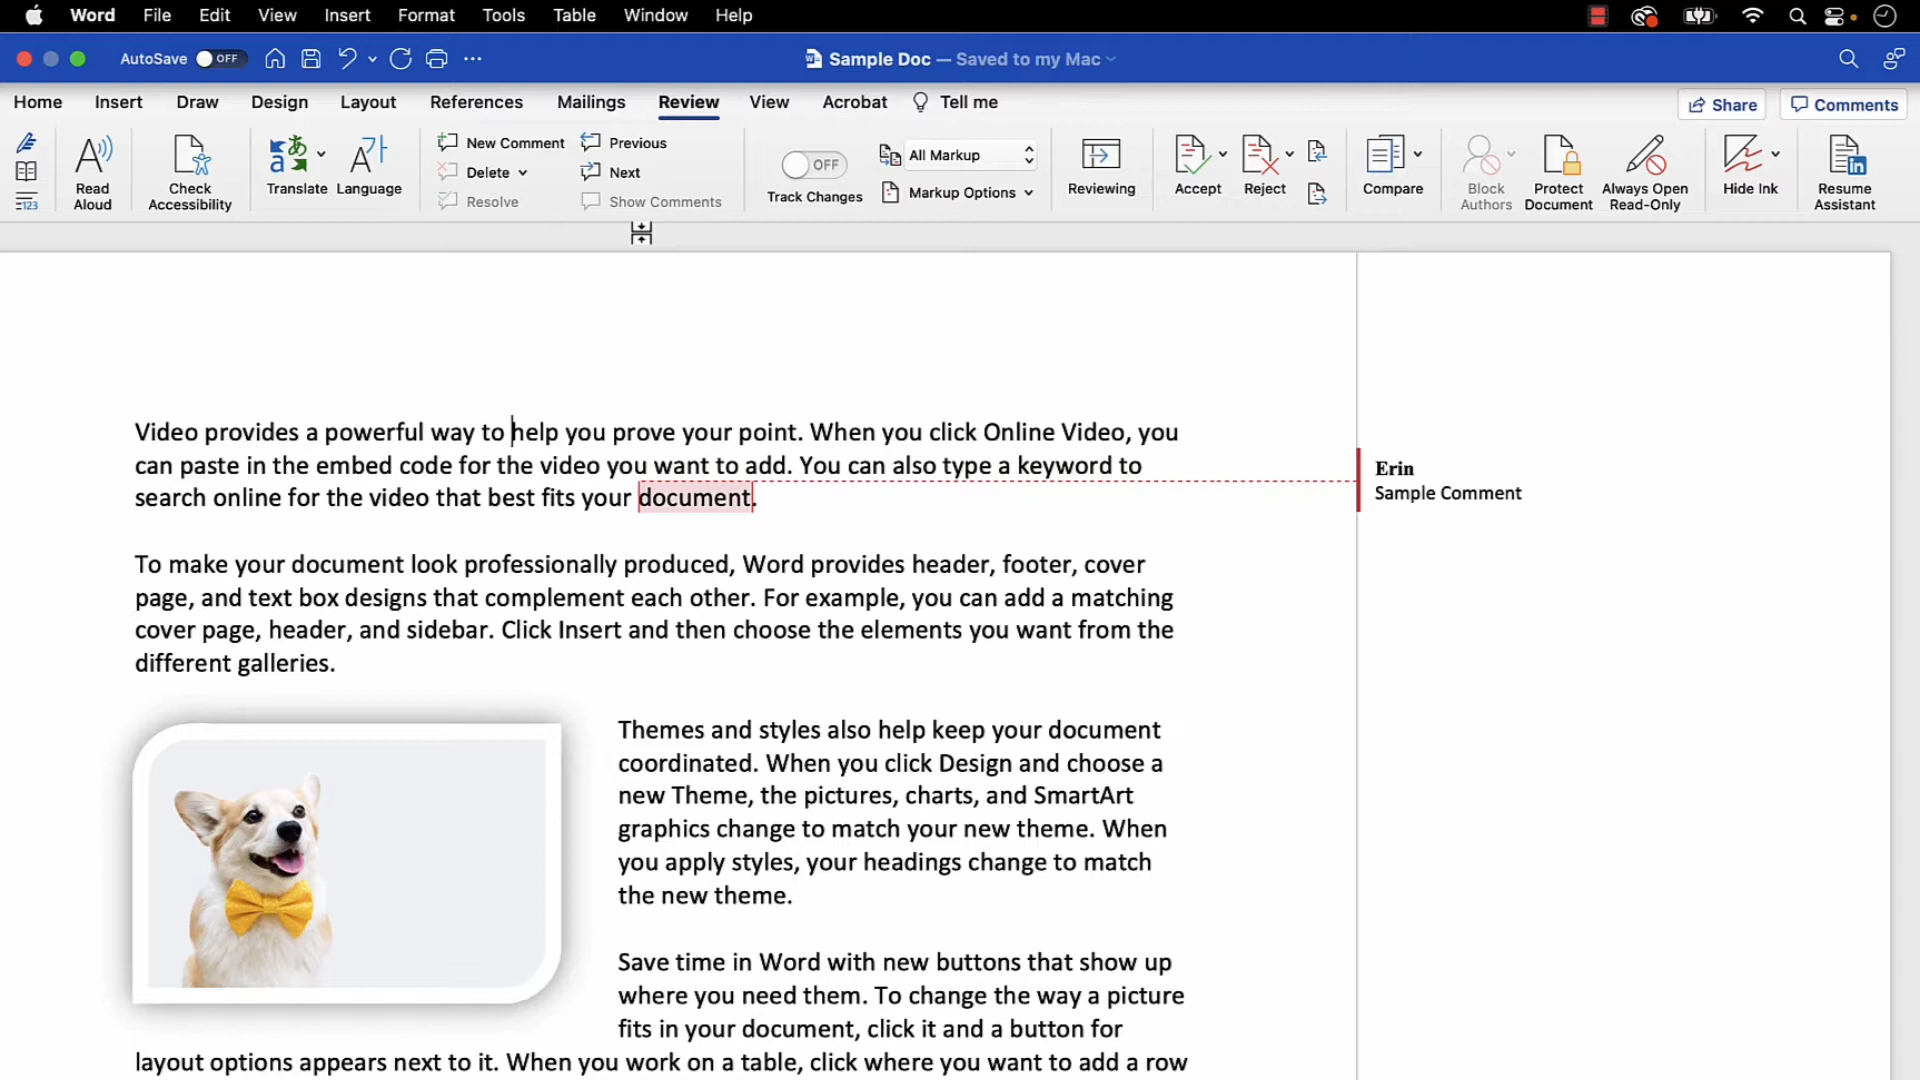 Word File Edit View Insert Format Tools Table Window Help
AutoSave OFF Sample Doc — Saved to my Mac
Home Insert Draw Design Layout References Mailings Review View Acrobat Tell me Share Comments
Read Aloud
Check Accessibility
Translate
Language
New Comment
Delete
Resolve
Previous
Next
Show Comments
OFF
Track Changes
All Markup
Markup Options
Reviewing
Accept
Reject
Compare
Block Authors
Protect Document
Always Open Read-Only
Hide Ink
Resume Assistant
Video provides a powerful way to help you prove your point. When you click Online Video, you
can paste in the embed code for the video you want to add. You can also type a keyword to
search online for the video that best fits your document.
Erin
Sample Comment
To make your document look professionally produced, Word provides header, footer, cover
page, and text box designs that complement each other. For example, you can add a matching
cover page, header, and sidebar. Click Insert and then choose the elements you want from the
different galleries.
Themes and styles also help keep your document
coordinated. When you click Design and choose a
new Theme, the pictures, charts, and SmartArt
graphics change to match your new theme. When
you apply styles, your headings change to match
the new theme.
Save time in Word with new buttons that show up
where you need them. To change the way a picture
fits in your document, click it and a button for
layout options appears next to it. When you work on a table, click where you want to add a row